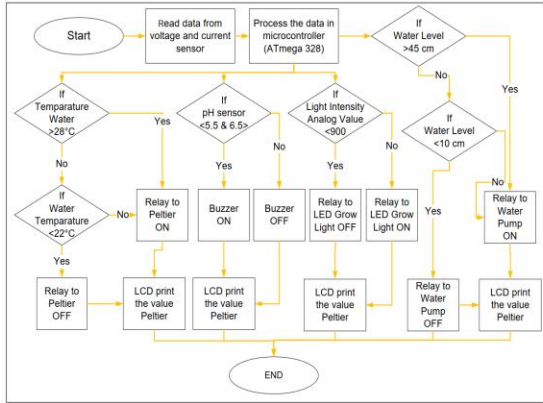 Start
Read data from
voltage and current
sensor
Process the data in
microcontroller
(ATmega 328)
If
Water Level
>45 cm
If
Temparature
Water
>28°C
Yes
No
If
pH sensor
<5.5 & 6.5>
Yes
No
If
Light Intensity
Analog Value
<900
Yes
No
No
Yes
If
Water Level
<10 cm
No
Yes
If
Water
Temparature
<22°C
No
Yes
Relay to
Peltier
ON
Buzzer
ON
Buzzer
OFF
Relay to
LED Grow
Light OFF
Relay to
LED Grow
Light ON
Relay to
Water
Pump
ON
Relay to
Peltier
OFF
LCD print
the value
Peltier
LCD print
the value
Peltier
LCD print
the value
Peltier
Relay to
Water
Pump
OFF
LCD print
the value
Peltier
END